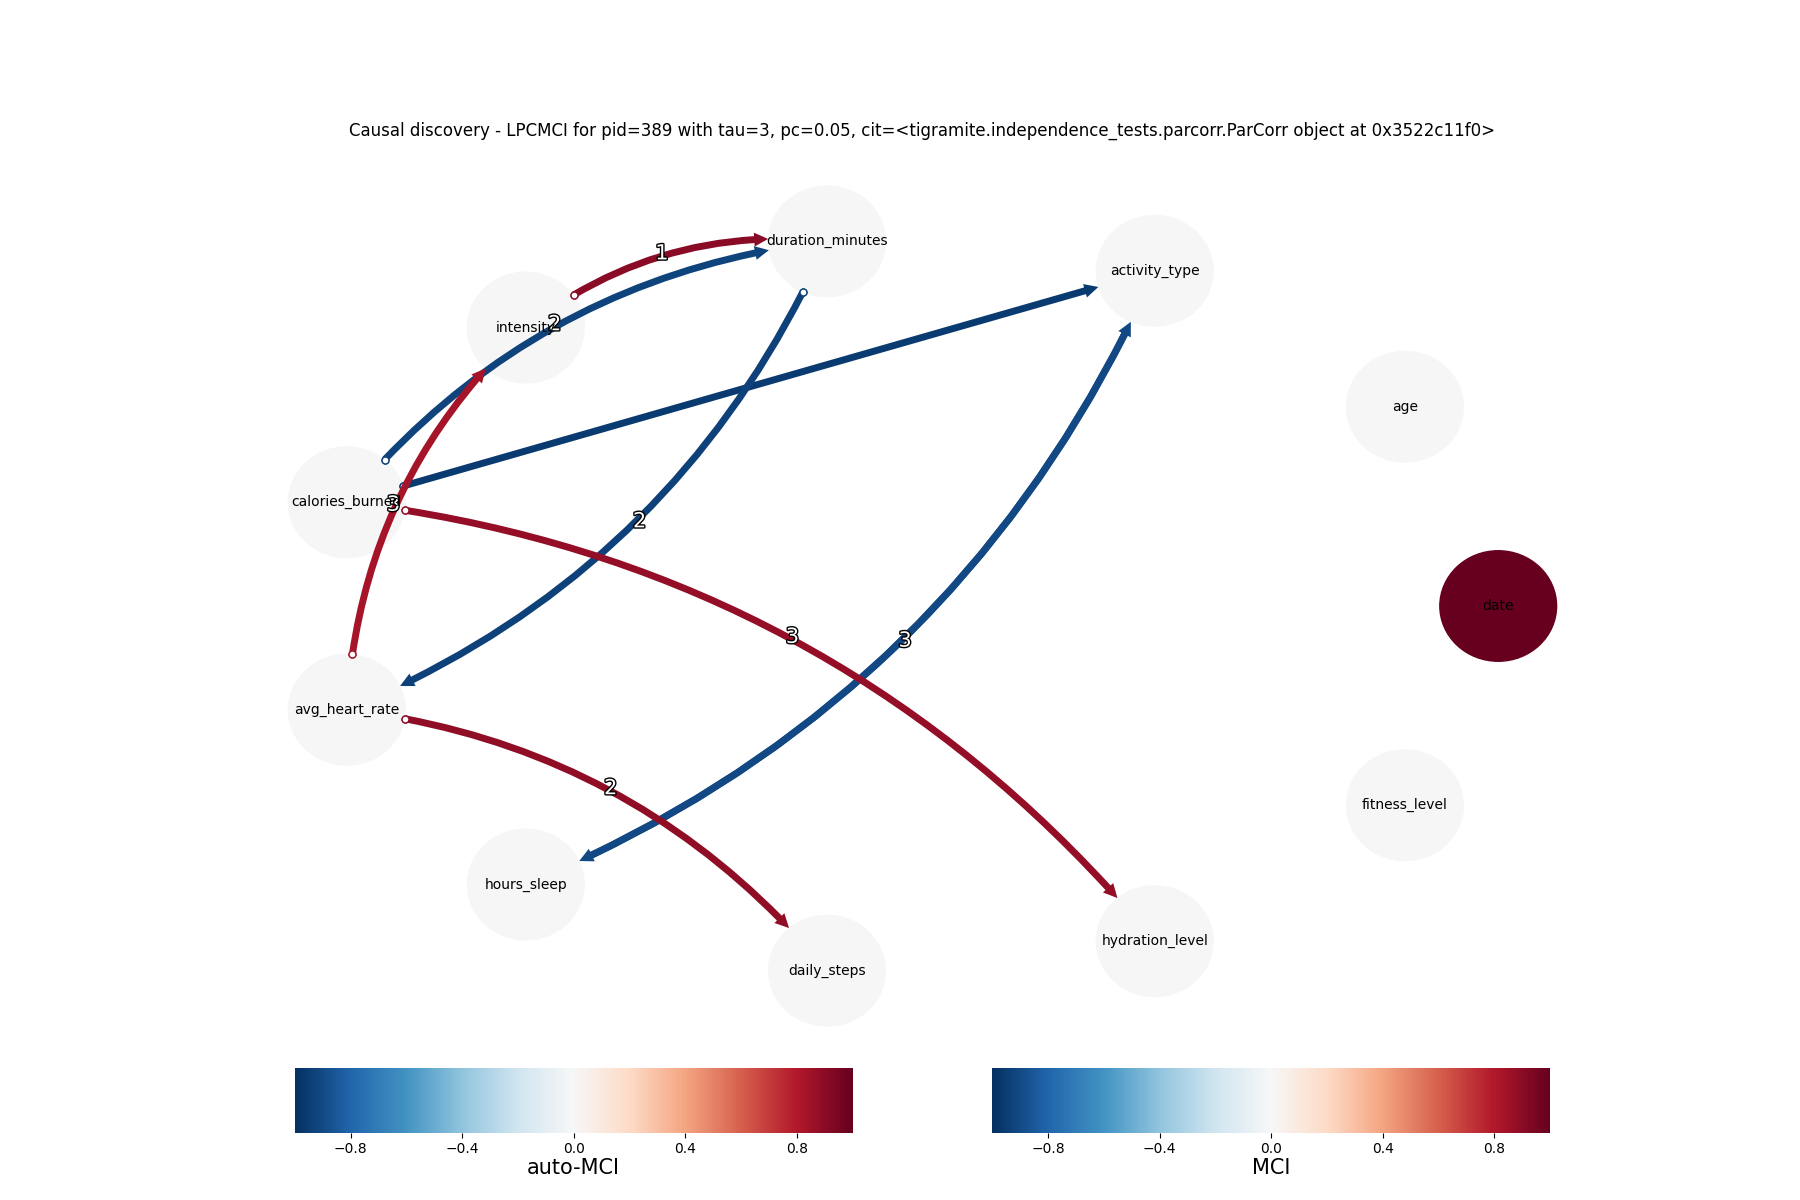 Causal discovery - LPCMCI for pid=389 with tau=3, pc=0.05, cit=<tigramite.independence_tests.parcorr.ParCorr object at 0x3522c11f0>
duration_minutes
1
activity_type
intensity
2
age
calories_burned
3
2
date
3
3
avg_heart_rate
2
fitness_level
hours_sleep
hydration_level
daily_steps
−0.8 −0.4 0.0 0.4 0.8
auto-MCI
−0.8 −0.4 0.0 0.4 0.8
MCI